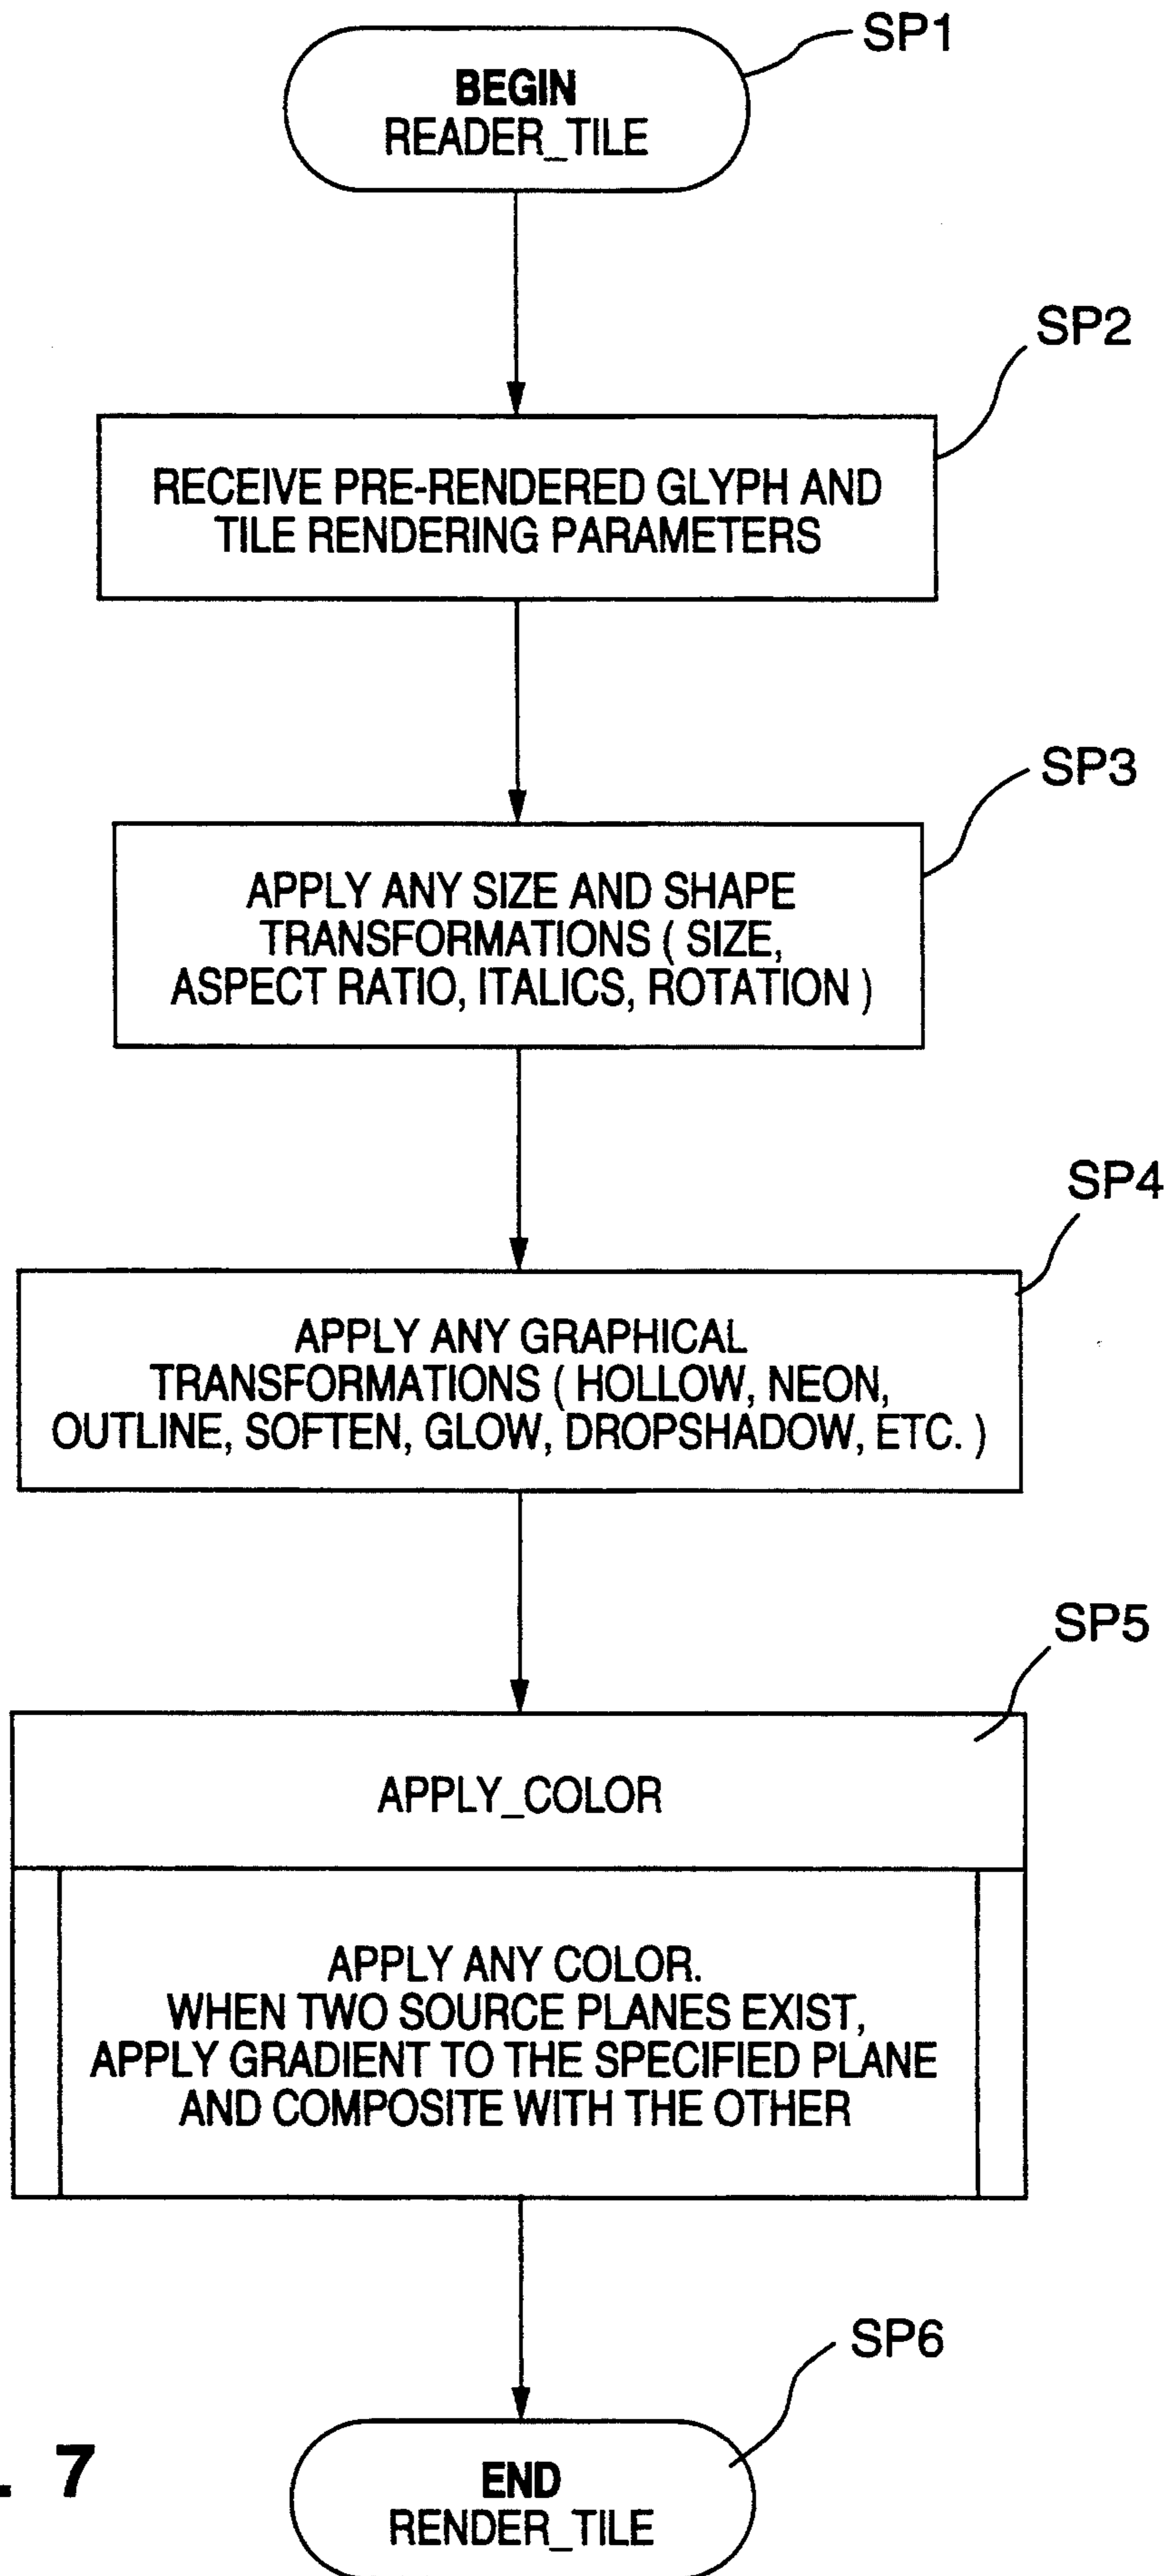 SP1
BEGIN
READER_TILE
SP2
RECEIVE PRE-RENDERED GLYPH AND
TILE RENDERING PARAMETERS
SP3
APPLY ANY SIZE AND SHAPE
TRANSFORMATIONS ( SIZE,
ASPECT RATIO, ITALICS, ROTATION )
SP4
APPLY ANY GRAPHICAL
TRANSFORMATIONS ( HOLLOW, NEON,
OUTLINE, SOFTEN, GLOW, DROPSHADOW, ETC. )
SP5
APPLY_COLOR
APPLY ANY COLOR.
WHEN TWO SOURCE PLANES EXIST,
APPLY GRADIENT TO THE SPECIFIED PLANE
AND COMPOSITE WITH THE OTHER
SP6
END
RENDER_TILE
. 7